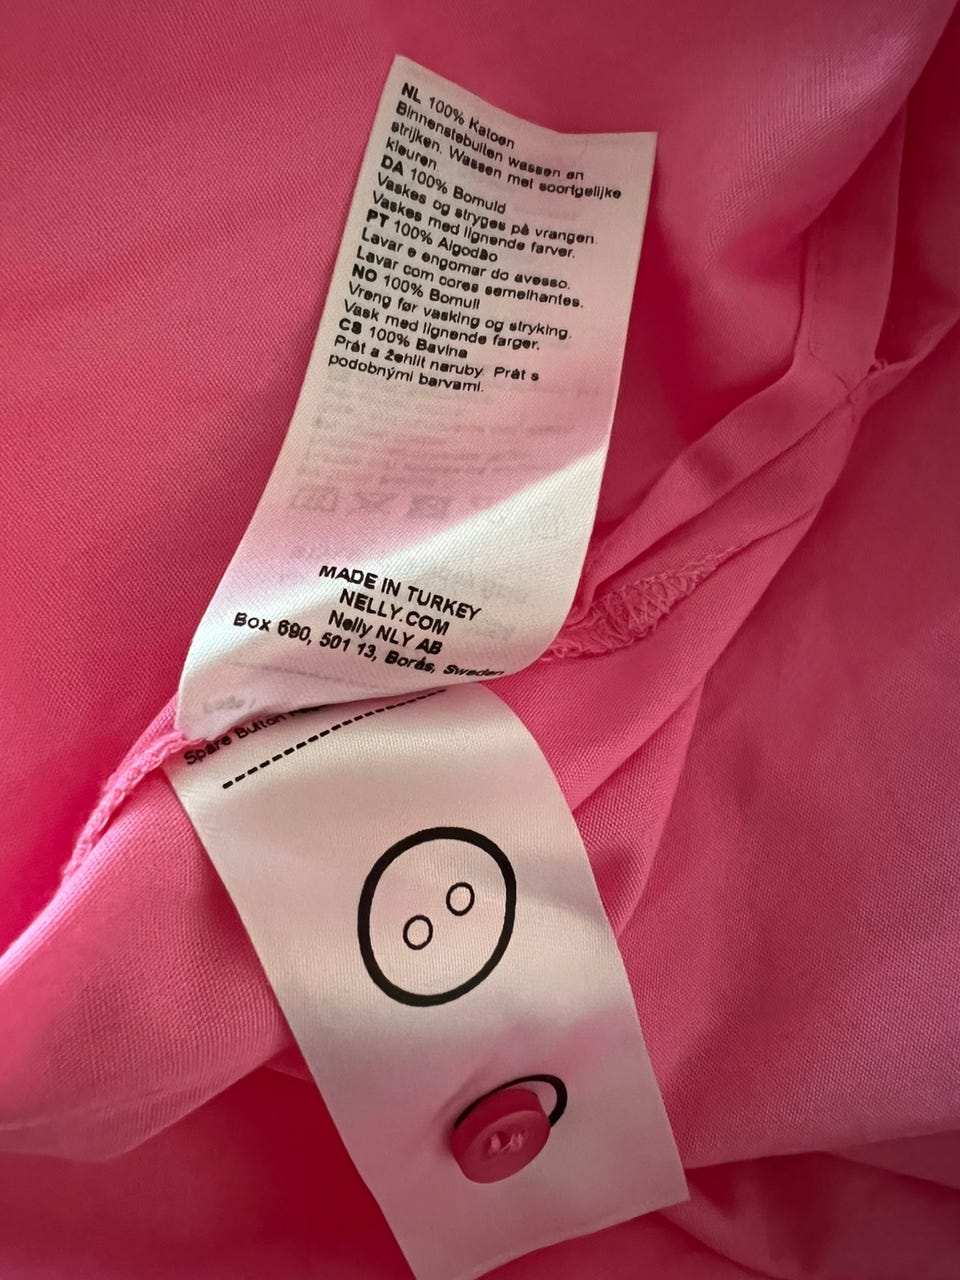 NL 100% Katoen
Binnenstebuiten wassen en
strijken. Wassen met soortgelijke
kleuren.
DA 100% Bomuld
Vaskes og stryges på vrangen.
Vaskes med lignende farver.
PT 100% Algodão
Lavar e engomar do avesso.
Lavar com cores semelhantes.
NO 100% Bomull
Vreng før vasking og stryking.
Vask med lignende farger.
CS 100% Bavlna
Prát a žehlit naruby. Prát s
podobnými barvami.
MADE IN TURKEY
NELLY.COM
Nelly NLY AB
Box 690, 501 13, Borås, Sweden
Spare Button